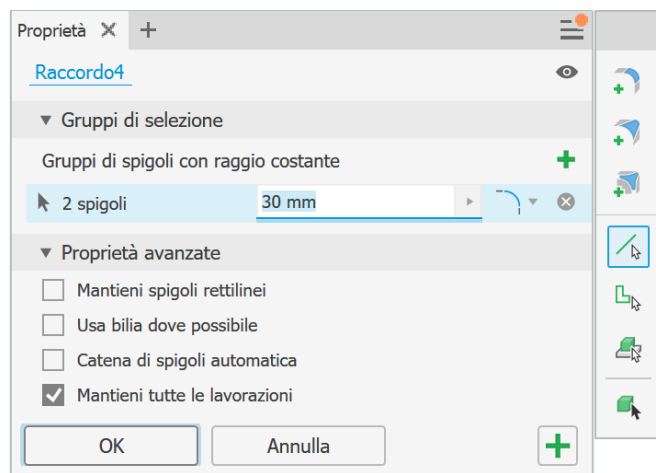 Proprietà
Raccordo4
Gruppi di selezione
Gruppi di spigoli con raggio costante
2 spigoli 30 mm
Proprietà avanzate
Mantieni spigoli rettilinei
Usa bilia dove possibile
Catena di spigoli automatica
Mantieni tutte le lavorazioni
OK Annulla